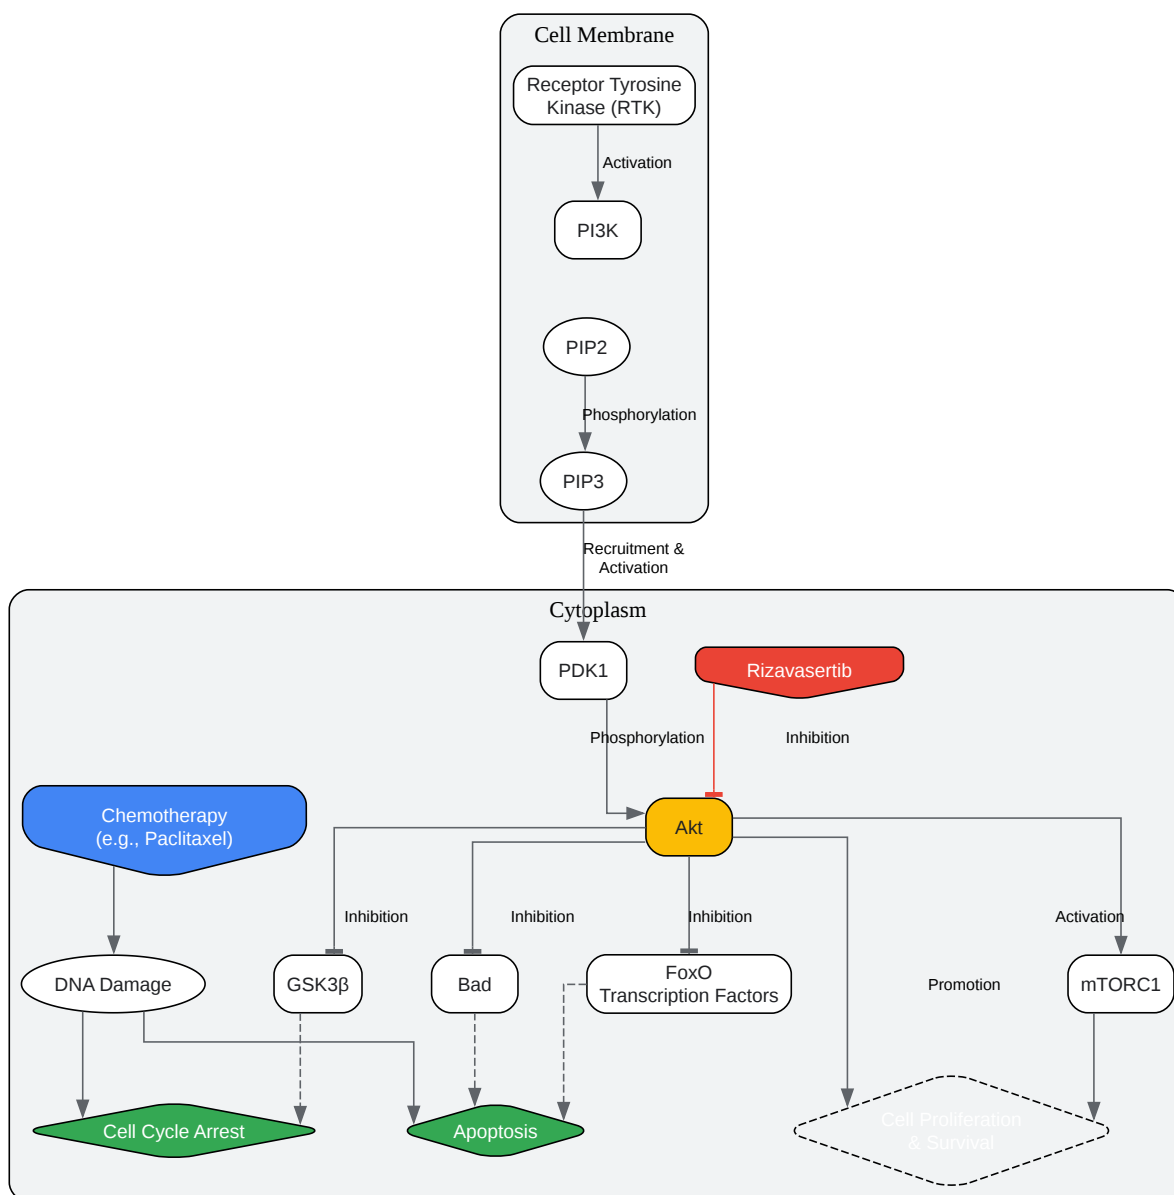 Cell Membrane
Receptor Tyrosine
Kinase (RTK)
Activation
PI3K
PIP2
Phosphorylation
PIP3
Recruitment &
Activation
Cytoplasm
PDK1
Rizavasertib
Phosphorylation
Inhibition
Chemotherapy
(e.g., Paclitaxel)
Akt
Inhibition
Inhibition
Inhibition
Activation
DNA Damage
GSK3β
Bad
FoxO
Transcription Factors
Promotion
mTORC1
Cell Cycle Arrest
Apoptosis
Cell Proliferation
& Survival